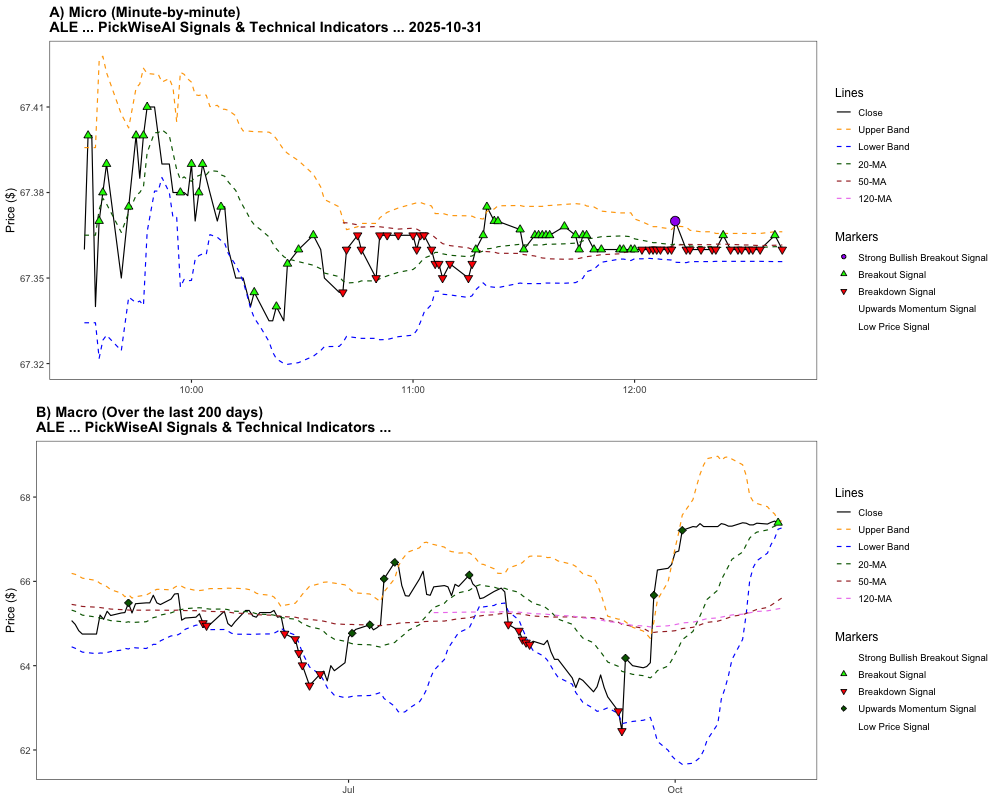 A) Micro (Minute-by-minute)
ALE ... PickWiseAI Signals & Technical Indicators ... 2025-10-31
Price ($)
67.41
67.38
67.35
67.32
10:00
11:00
12:00
Lines
Close
Upper Band
Lower Band
20-MA
50-MA
120-MA
Markers
Strong Bullish Breakout Signal
Breakout Signal
Breakdown Signal
Upwards Momentum Signal
Low Price Signal
B) Macro (Over the last 200 days)
ALE ... PickWiseAI Signals & Technical Indicators ...
Price ($)
68
66
64
62
Jul
Oct
Lines
Close
Upper Band
Lower Band
20-MA
50-MA
120-MA
Markers
Strong Bullish Breakout Signal
Breakout Signal
Breakdown Signal
Upwards Momentum Signal
Low Price Signal